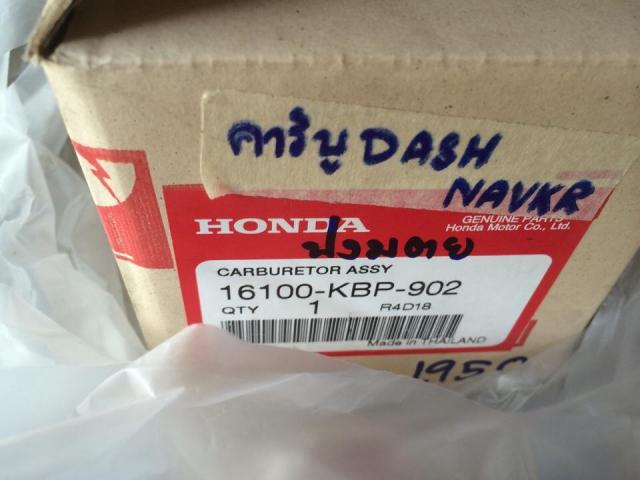 คาร์บู DASH
NAVKR
HONDA
GENUINE PARTS
Honda Motor Co., Ltd.
CARBURETOR ASSY
16100-KBP-902
QTY 1 R4D18
Made in THAILAND